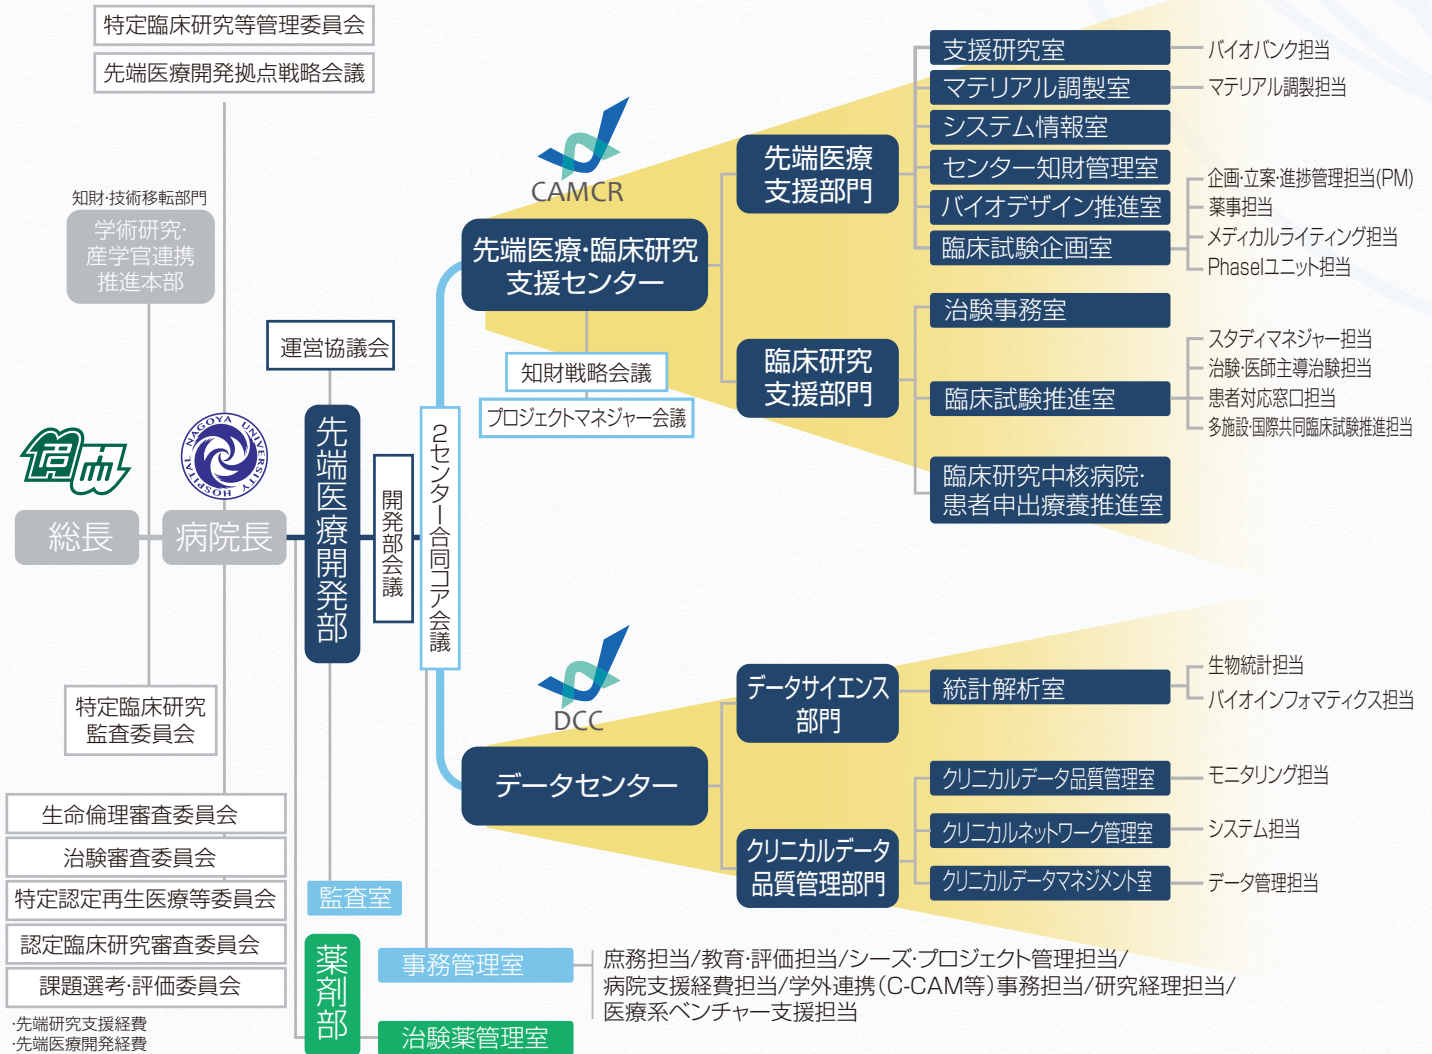 特定臨床研究等管理委員会
先端医療開発拠点戦略会議
知財・技術移転部門
学術研究・
産学官連携
推進本部
運営協議会
NAGOYA UNIVERSITY HOSPITAL
名大
総長
病院長
先端医療開発部
開発部会議
2センター合同コア会議
特定臨床研究
監査委員会
生命倫理審査委員会
治験審査委員会
特定認定再生医療等委員会
認定臨床研究審査委員会
課題選考・評価委員会
・先端研究支援経費
・先端医療開発経費
監査室
薬剤部
事務管理室
治験薬管理室
庶務担当/教育・評価担当/シーズ・プロジェクト管理担当/
病院支援経費担当/学外連携（C-CAM等）事務担当/研究経理担当/
医療系ベンチャー支援担当
CAMCR
先端医療・臨床研究
支援センター
知財戦略会議
プロジェクトマネジャー会議
先端医療
支援部門
支援研究室
バイオバンク担当
マテリアル調製室
マテリアル調製担当
システム情報室
センター知財管理室
バイオデザイン推進室
臨床試験企画室
企画・立案・進捗管理担当(PM)
薬事担当
メディカルライティング担当
PhaseⅠユニット担当
臨床研究
支援部門
治験事務室
臨床試験推進室
スタディマネジャー担当
治験・医師主導治験担当
患者対応窓口担当
多施設・国際共同臨床試験推進担当
臨床研究中核病院・
患者申出療養推進室
DCC
データセンター
データサイエンス
部門
統計解析室
生物統計担当
バイオインフォマティクス担当
クリニカルデータ
品質管理部門
クリニカルデータ品質管理室
モニタリング担当
クリニカルネットワーク管理室
システム担当
クリニカルデータマネジメント室
データ管理担当